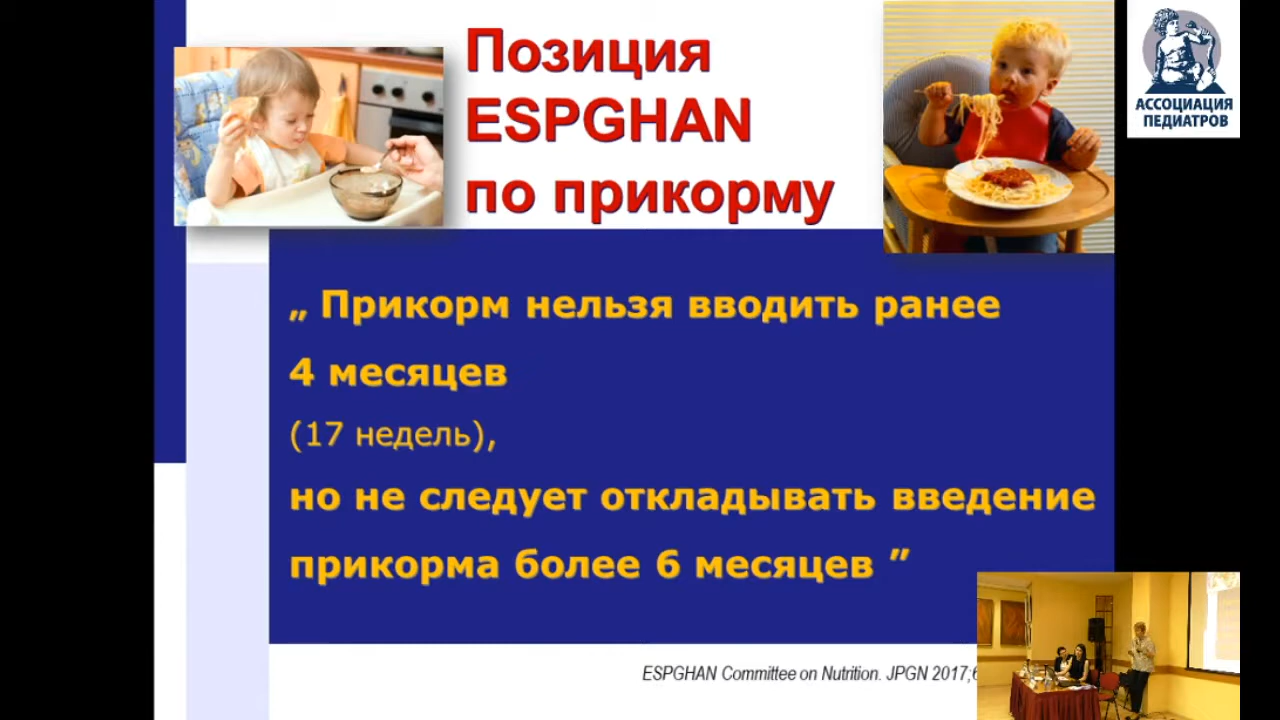 Позиция
ESPGHAN
по прикорму
АССОЦИАЦИЯ
ПЕДИАТРОВ
„ Прикорм нельзя вводить ранее
4 месяцев
(17 недель),
но не следует откладывать введение
прикорма более 6 месяцев ”
ESPGHAN Committee on Nutrition. JPGN 2017;